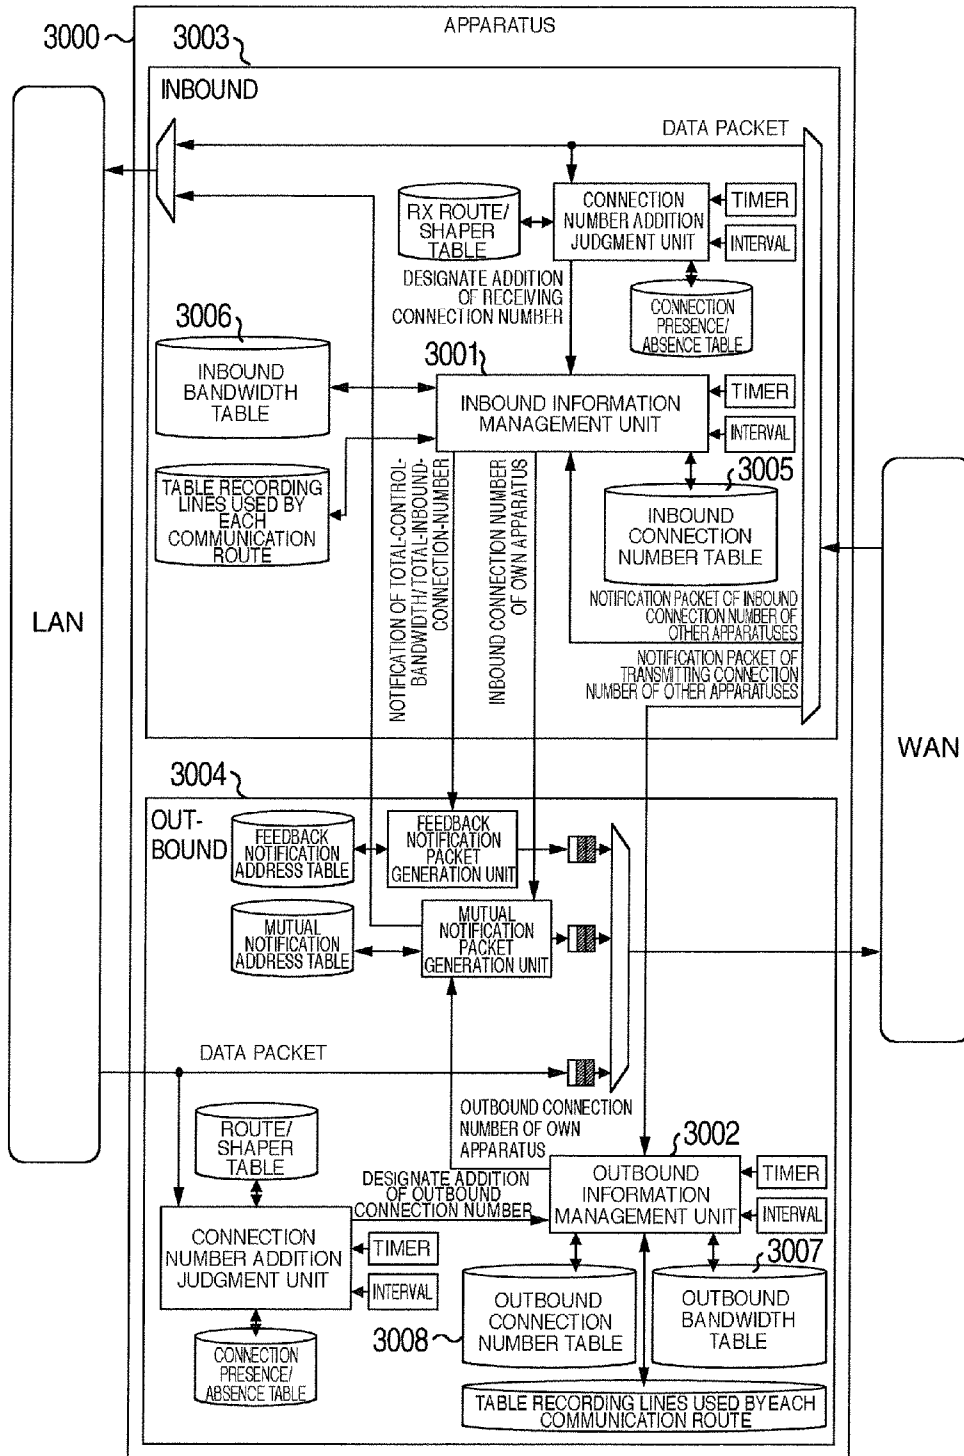 APPARATUS
3000
3003
INBOUND
DATA PACKET
RX ROUTE/
SHAPER
TABLE
CONNECTION
NUMBER ADDITION
JUDGMENT UNIT
TIMER
INTERVAL
DESIGNATE ADDITION
OF RECEIVING
CONNECTION NUMBER
CONNECTION
PRESENCE/
ABSENCE TABLE
3006
INBOUND
BANDWIDTH
TABLE
3001
INBOUND INFORMATION
MANAGEMENT UNIT
TIMER
INTERVAL
TABLE RECORDING
LINES USED BY
EACH
COMMUNICATION
ROUTE
3005
INBOUND
CONNECTION
NUMBER TABLE
NOTIFICATION OF TOTAL-CONTROL-
BANDWIDTH/TOTAL-INBOUND-
CONNECTION-NUMBER
INBOUND CONNECTION NUMBER
OF OWN APPARATUS
NOTIFICATION PACKET OF INBOUND
CONNECTION NUMBER OF
OTHER APPARATUSES
NOTIFICATION PACKET OF
TRANSMITTING CONNECTION
NUMBER OF OTHER APPARATUSES
LAN
WAN
3004
OUT-
BOUND
FEEDBACK
NOTIFICATION
ADDRESS TABLE
FEEDBACK
NOTIFICATION
PACKET
GENERATION UNIT
MUTUAL
NOTIFICATION
ADDRESS TABLE
MUTUAL
NOTIFICATION
PACKET
GENERATION UNIT
DATA PACKET
OUTBOUND CONNECTION
NUMBER OF OWN
APPARATUS
ROUTE/
SHAPER
TABLE
DESIGNATE ADDITION
OF OUTBOUND
CONNECTION NUMBER
3002
OUTBOUND
INFORMATION
MANAGEMENT UNIT
TIMER
INTERVAL
CONNECTION
NUMBER ADDITION
JUDGMENT UNIT
TIMER
INTERVAL
3007
OUTBOUND
BANDWIDTH
TABLE
3008
OUTBOUND
CONNECTION
NUMBER TABLE
CONNECTION
PRESENCE/
ABSENCE TABLE
TABLE RECORDING LINES USED BY EACH
COMMUNICATION ROUTE